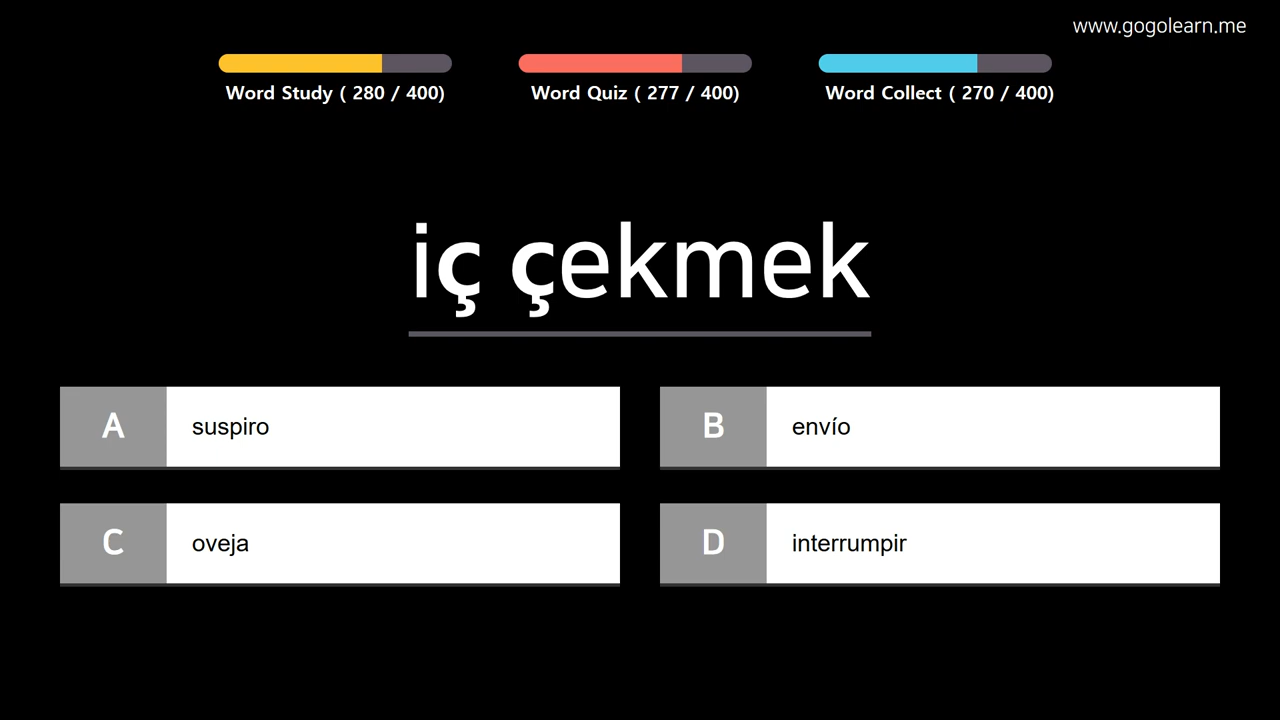 www.gogolearn.me
Word Study ( 280 / 400)
Word Quiz ( 277 / 400)
Word Collect ( 270 / 400)
iç çekmek
A suspiro
B envío
C oveja
D interrumpir